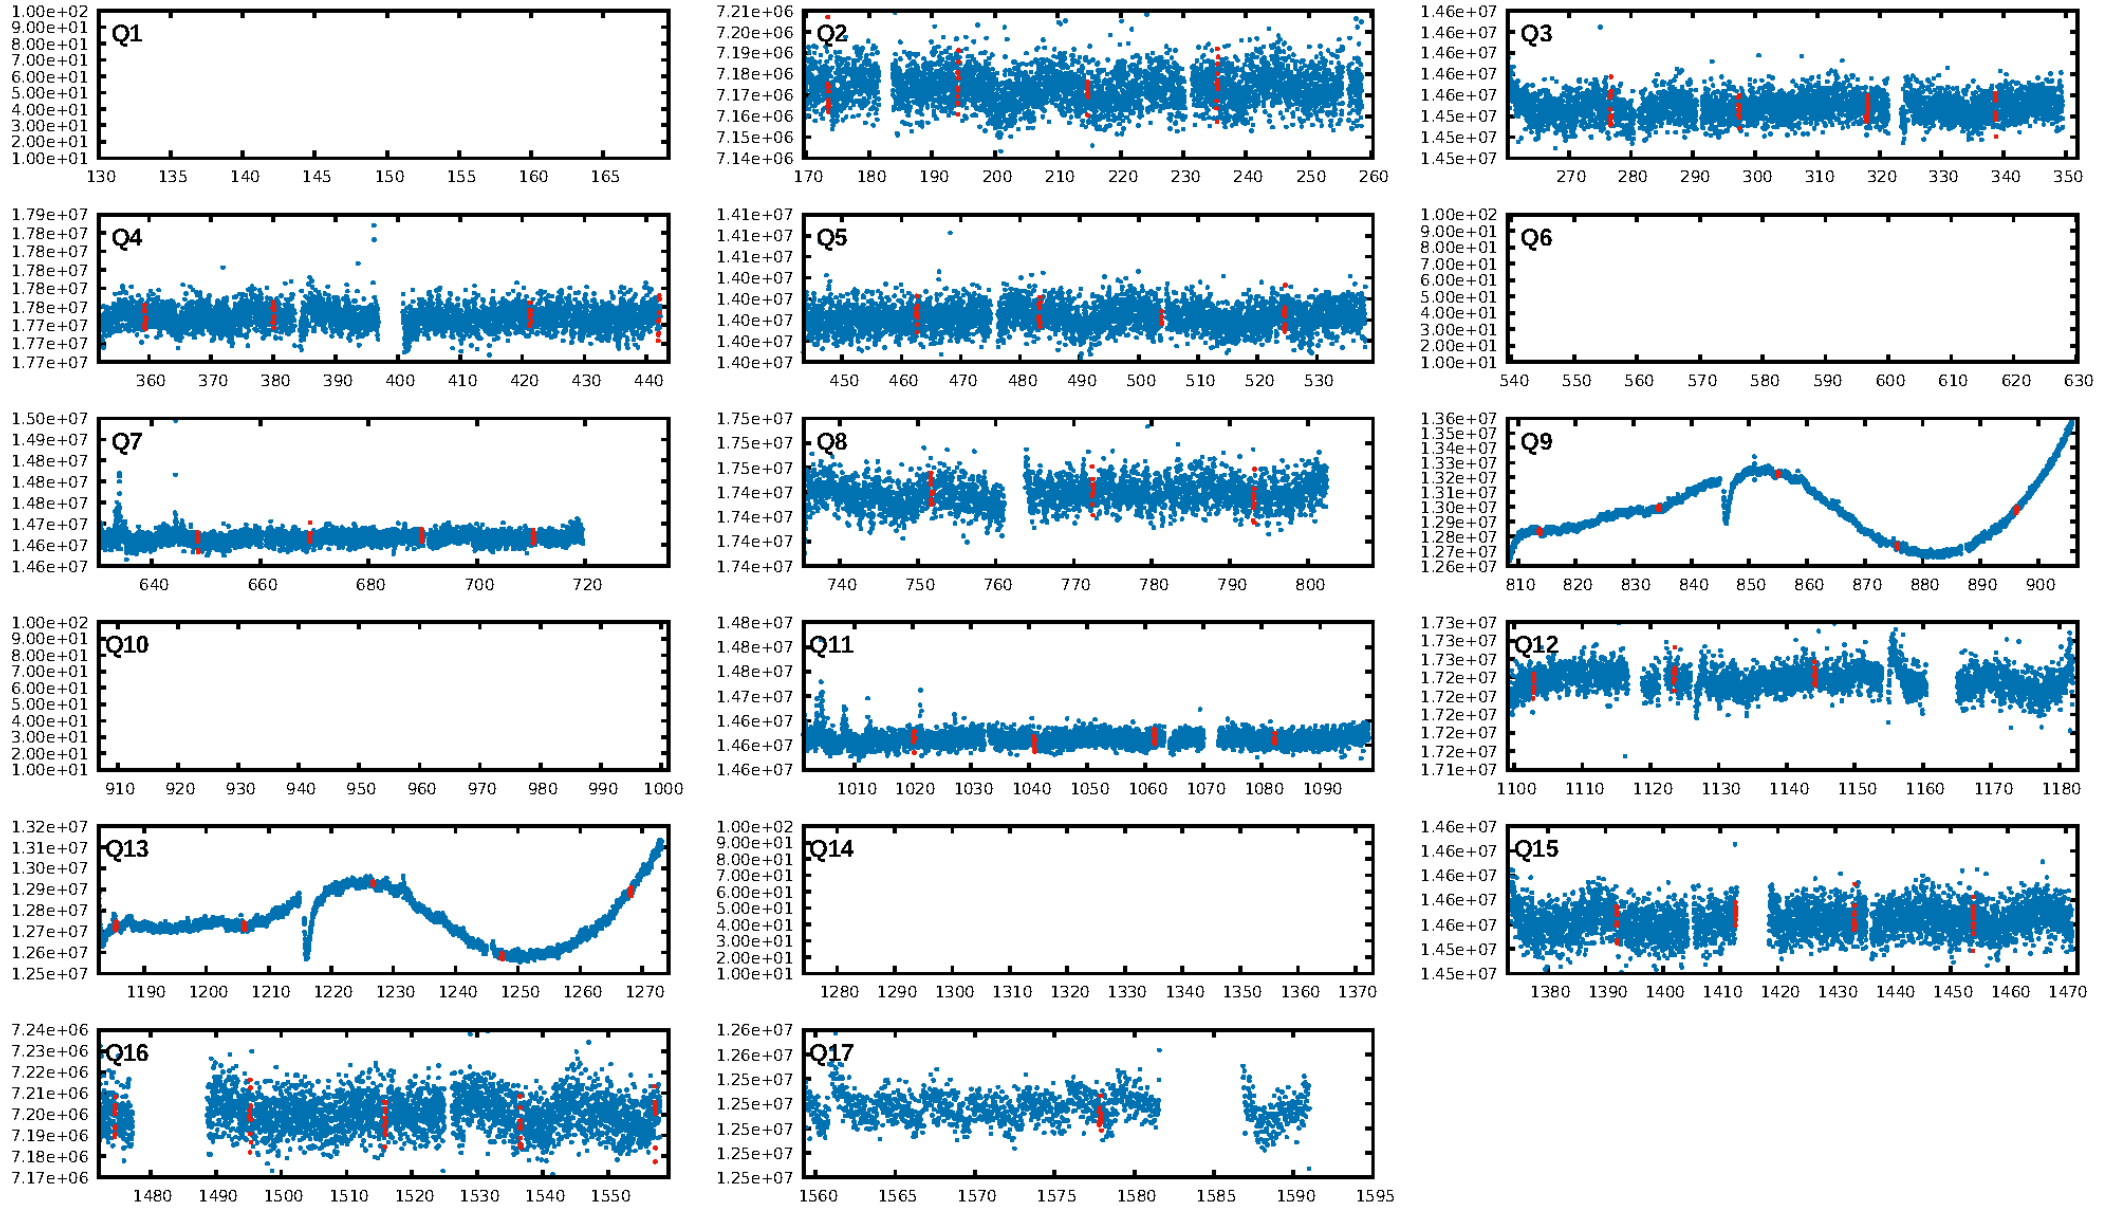 1.00e+02
9.00e+01
8.00e+01
7.00e+01
6.00e+01
5.00e+01
4.00e+01
3.00e+01
2.00e+01
1.00e+01
Q1
130 135 140 145 150 155 160 165
7.21e+06
7.20e+06
7.19e+06
7.18e+06
7.17e+06
7.16e+06
7.15e+06
7.14e+06
Q2
170 180 190 200 210 220 230 240 250 260
1.46e+07
1.46e+07
1.46e+07
1.46e+07
1.46e+07
1.45e+07
1.45e+07
1.45e+07
Q3
270 280 290 300 310 320 330 340 350
1.79e+07
1.78e+07
1.78e+07
1.78e+07
1.78e+07
1.78e+07
1.77e+07
1.77e+07
1.77e+07
Q4
360 370 380 390 400 410 420 430 440
1.41e+07
1.41e+07
1.41e+07
1.40e+07
1.40e+07
1.40e+07
1.40e+07
1.40e+07
Q5
450 460 470 480 490 500 510 520 530
1.00e+02
9.00e+01
8.00e+01
7.00e+01
6.00e+01
5.00e+01
4.00e+01
3.00e+01
2.00e+01
1.00e+01
Q6
540 550 560 570 580 590 600 610 620 630
1.50e+07
1.49e+07
1.48e+07
1.48e+07
1.47e+07
1.47e+07
1.46e+07
1.46e+07
Q7
640 660 680 700 720
1.75e+07
1.75e+07
1.75e+07
1.74e+07
1.74e+07
1.74e+07
1.74e+07
Q8
740 750 760 770 780 790 800
1.36e+07
1.35e+07
1.34e+07
1.33e+07
1.32e+07
1.31e+07
1.30e+07
1.29e+07
1.28e+07
1.27e+07
1.26e+07
Q9
810 820 830 840 850 860 870 880 890 900
1.00e+02
9.00e+01
8.00e+01
7.00e+01
6.00e+01
5.00e+01
4.00e+01
3.00e+01
2.00e+01
1.00e+01
Q10
910 920 930 940 950 960 970 980 990 1000
1.48e+07
1.48e+07
1.48e+07
1.47e+07
1.46e+07
1.46e+07
1.46e+07
Q11
1010 1020 1030 1040 1050 1060 1070 1080 1090
1.73e+07
1.73e+07
1.73e+07
1.72e+07
1.72e+07
1.72e+07
1.72e+07
1.72e+07
1.71e+07
Q12
1100 1110 1120 1130 1140 1150 1160 1170 1180
1.32e+07
1.31e+07
1.30e+07
1.29e+07
1.28e+07
1.27e+07
1.26e+07
1.25e+07
Q13
1190 1200 1210 1220 1230 1240 1250 1260 1270
1.00e+02
9.00e+01
8.00e+01
7.00e+01
6.00e+01
5.00e+01
4.00e+01
3.00e+01
2.00e+01
1.00e+01
Q14
1280 1290 1300 1310 1320 1330 1340 1350 1360 1370
1.46e+07
1.46e+07
1.46e+07
1.46e+07
1.46e+07
1.45e+07
1.45e+07
Q15
1380 1390 1400 1410 1420 1430 1440 1450 1460 1470
7.24e+06
7.23e+06
7.22e+06
7.21e+06
7.20e+06
7.19e+06
7.18e+06
7.17e+06
Q16
1480 1490 1500 1510 1520 1530 1540 1550
1.26e+07
1.26e+07
1.25e+07
1.25e+07
1.25e+07
1.25e+07
1.25e+07
Q17
1560 1565 1570 1575 1580 1585 1590 1595